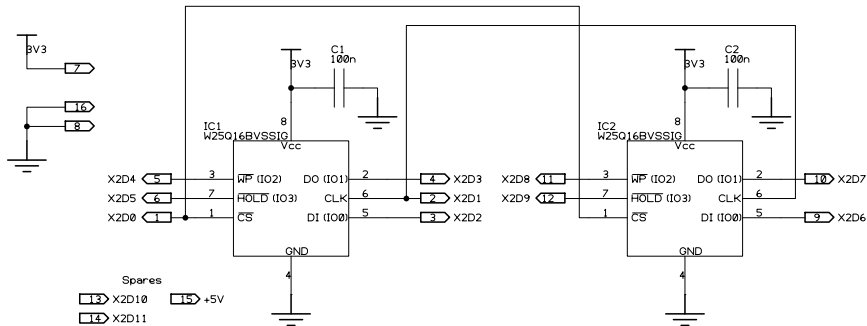 3V3
7
16
8
C1
100n
3V3
8
IC1
W25Q16BVSSIG
Vcc
X2D4 5 3 WP (IO2) DO (IO1) 2 4 X2D3
X2D5 6 7 HOLD (IO3) CLK 6 2 X2D1
X2D0 1 1 CS DI (IO0) 5 3 X2D2
GND
4
C2
100n
3V3
8
IC2
W25Q16BVSSIG
Vcc
X2D8 11 3 WP (IO2) DO (IO1) 2 10 X2D7
X2D9 12 7 HOLD (IO3) CLK 6
1 CS DI (IO0) 5 9 X2D6
GND
4
Spares
13 X2D10 15 +5V
14 X2D11